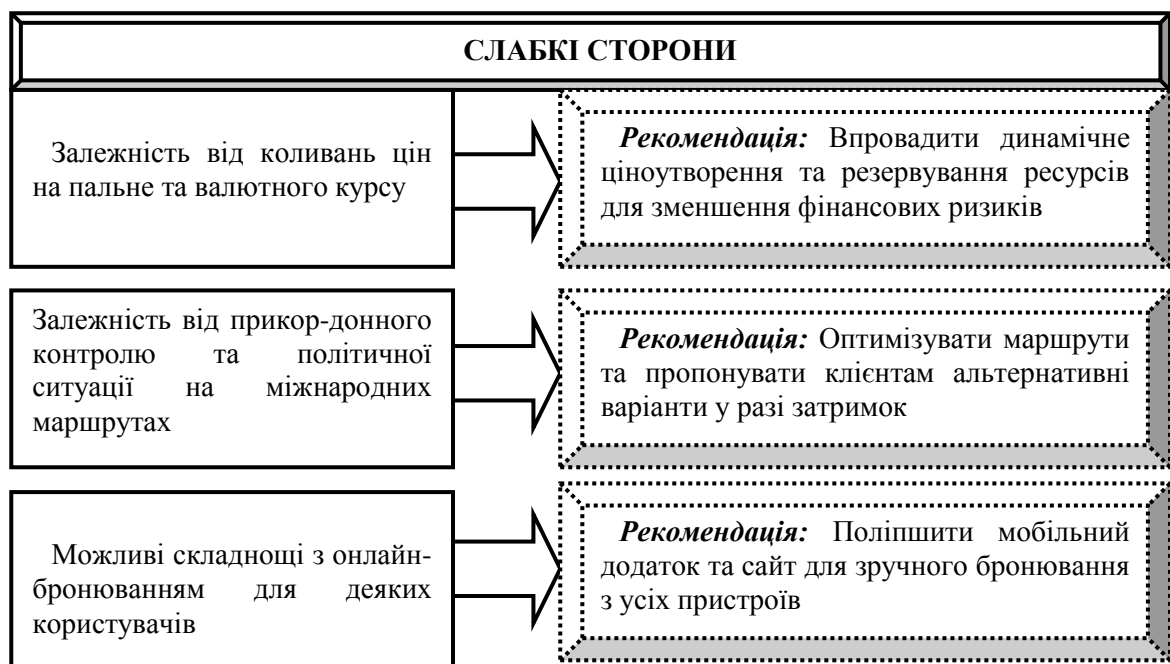 СЛАБКІ СТОРОНИ
Залежність від коливань цін
на пальне та валютного курсу
Рекомендація: Впровадити динамічне
ціноутворення та резервування ресурсів
для зменшення фінансових ризиків
Залежність від прикор-донного
контролю та політичної
ситуації на міжнародних
маршрутах
Рекомендація: Оптимізувати маршрути
та пропонувати клієнтам альтернативні
варіанти у разі затримок
Можливі складнощі з онлайн-
бронюванням для деяких
користувачів
Рекомендація: Поліпшити мобільний
додаток та сайт для зручного бронювання
з усіх пристроїв